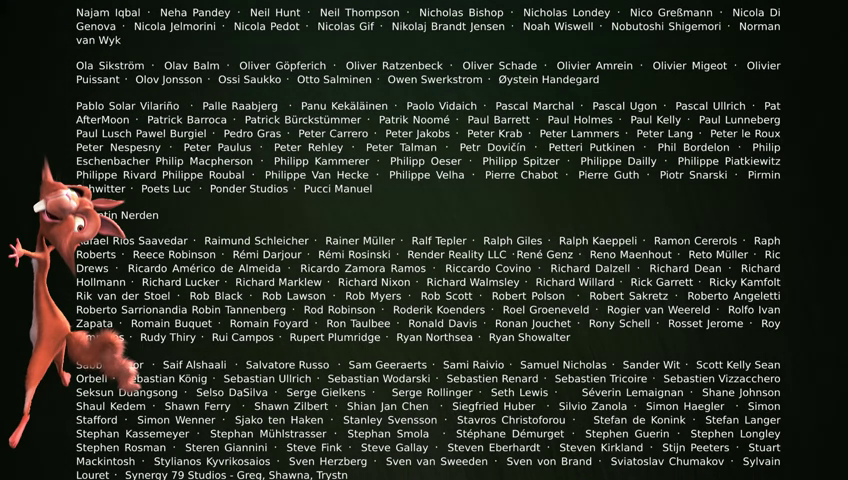 Najam Iqbal · Neha Pandey · Neil Hunt · Neil Thompson · Nicholas Bishop · Nicholas Londey · Nico Greßmann · Nicola Di
Genova · Nicola Jelmorini · Nicola Pedot · Nicolas Gif · Nikolaj Brandt Jensen · Noah Wiswell · Nobutoshi Shigemori · Norman
van Wyk
Ola Sikström · Olav Balm · Oliver Göpferich · Oliver Ratzenbeck · Oliver Schade · Olivier Amrein · Olivier Migeot · Olivier
Puissant · Olov Jonsson · Ossi Saukko · Otto Salminen · Owen Swerkstrom · Øystein Handegard
Pablo Solar Vilariño · Palle Raabjerg · Panu Kekäläinen · Paolo Vidaich · Pascal Marchal · Pascal Ugon · Pascal Ullrich · Pat
AfterMoon · Patrick Barroca · Patrick Bürckstümmer · Patrik Noomé · Paul Barrett · Paul Holmes · Paul Kelly · Paul Lunneberg
Paul Lusch Pawel Burgiel · Pedro Gras · Peter Carrero · Peter Jakobs · Peter Krab · Peter Lammers · Peter Lang · Peter le Roux
Peter Nespesny · Peter Paulus · Peter Rehley · Peter Talman · Petr Dovičín · Petteri Putkinen · Phil Bordelon · Philip
Eschenbacher Philip Macpherson · Philipp Kammerer · Philipp Oeser · Philipp Spitzer · Philippe Dailly · Philippe Piatkiewitz
Philippe Rivard Philippe Roubal · Philippe Van Hecke · Philippe Velha · Pierre Chabot · Pierre Guth · Piotr Snarski · Pirmin
· Poets Luc · Ponder Studios · Pucci Manuel
Nerden
Rios Saavedar · Raimund Schleicher · Rainer Müller · Ralf Tepler · Ralph Giles · Ralph Kaeppeli · Ramon Cererols · Raph
Roberts · Reece Robinson · Rémi Darjour · Rémi Rosinski · Render Reality LLC ·René Genz · Reno Maenhout · Reto Müller · Ric
Drews · Ricardo Américo de Almeida · Ricardo Zamora Ramos · Riccardo Covino · Richard Dalzell · Richard Dean · Richard
Hollmann · Richard Lucker · Richard Marklew · Richard Nixon · Richard Walmsley · Richard Willard · Rick Garrett · Ricky Kamfolt
Rik van der Stoel · Rob Black · Rob Lawson · Rob Myers · Rob Scott · Robert Polson · Robert Sakretz · Roberto Angeletti
Roberto Sarrionandia Robin Tannenberg · Rod Robinson · Roderik Koenders · Roel Groeneveld · Rogier van Weereld · Rolfo Ivan
Zapata · Romain Buquet · Romain Foyard · Ron Taulbee · Ronald Davis · Ronan Jouchet · Rony Schell · Rosset Jerome · Roy
· Rudy Thiry · Rui Campos · Rupert Plumridge · Ryan Northsea · Ryan Showalter
· Saif Alshaali · Salvatore Russo · Sam Geeraerts · Sami Raivio · Samuel Nicholas · Sander Wit · Scott Kelly Sean
Orbell · Sebastian König · Sebastian Ullrich · Sebastian Wodarski · Sebastien Renard · Sebastien Tricoire · Sebastien Vizzacchero
Seksun Duangsong · Selso DaSilva · Serge Gielkens · Serge Rollinger · Seth Lewis · Séverin Lemaignan · Shane Johnson
Shaul Kedem · Shawn Ferry · Shawn Zilbert · Shian Jan Chen · Siegfried Huber · Silvio Zanola · Simon Haegler · Simon
Stafford · Simon Wenner · Sjako ten Haken · Stanley Svensson · Stavros Christoforou · Stefan de Konink · Stefan Langer
Stephan Kassemeyer · Stephan Mühlstrasser · Stephan Smola · Stéphane Démurget · Stephen Guerin · Stephen Longley
Stephen Rosman · Steren Giannini · Steve Fink · Steve Gallay · Steven Eberhardt · Steven Kirkland · Stijn Peeters · Stuart
Mackintosh · Stylianos Kyvrikosaios · Sven Herzberg · Sven van Sweeden · Sven von Brand · Sviatoslav Chumakov · Sylvain
Louret · Synergy 79 Studios - Greg, Shawna, Trystn